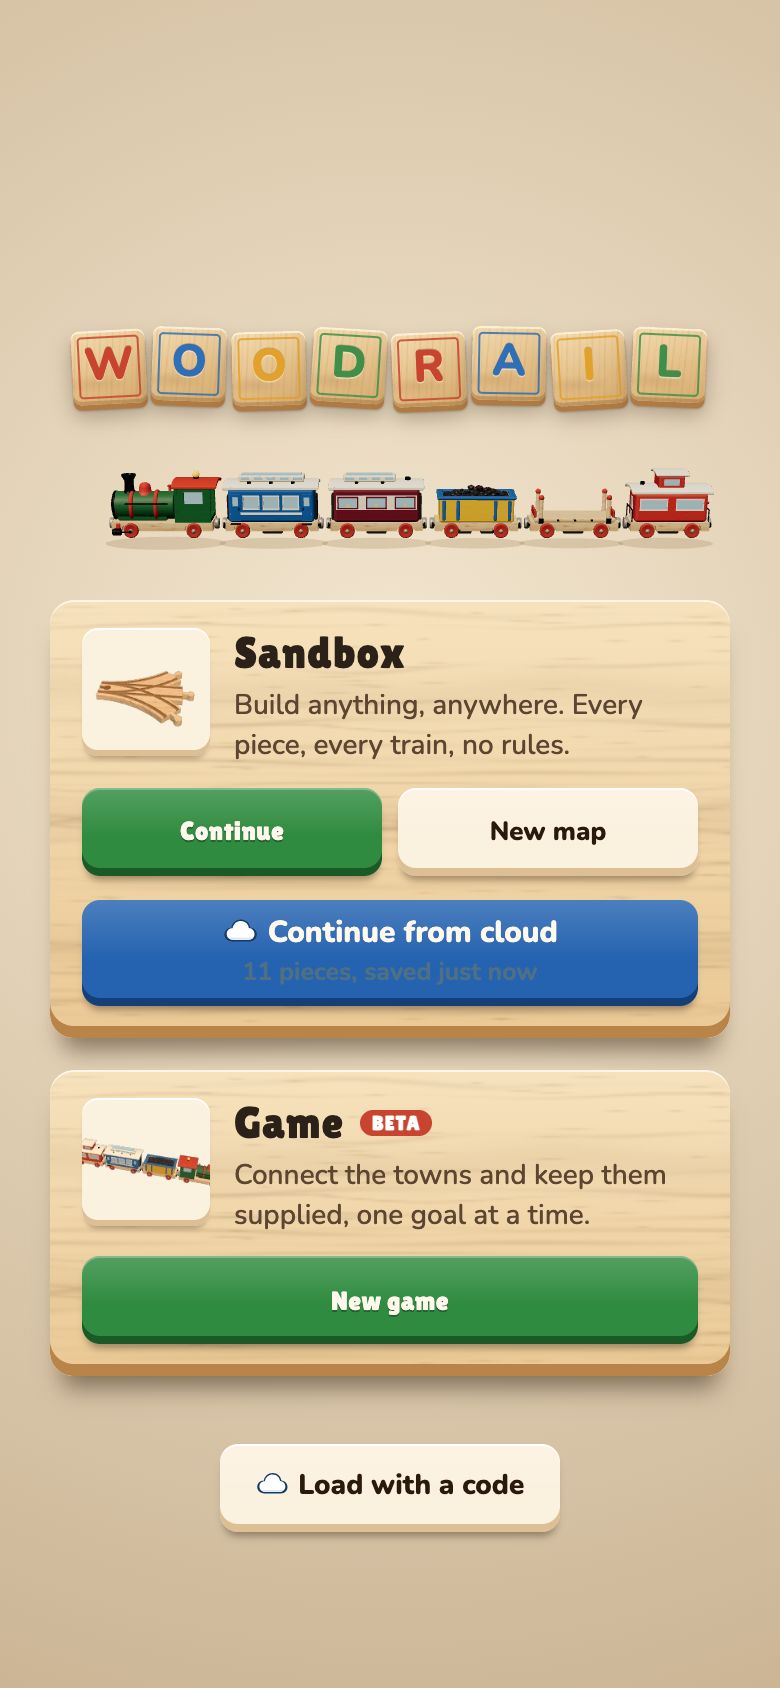 WOODRAIL
Sandbox
Build anything, anywhere. Every
piece, every train, no rules.
Continue
New map
Continue from cloud
11 pieces, saved just now
Game BETA
Connect the towns and keep them
supplied, one goal at a time.
New game
Load with a code